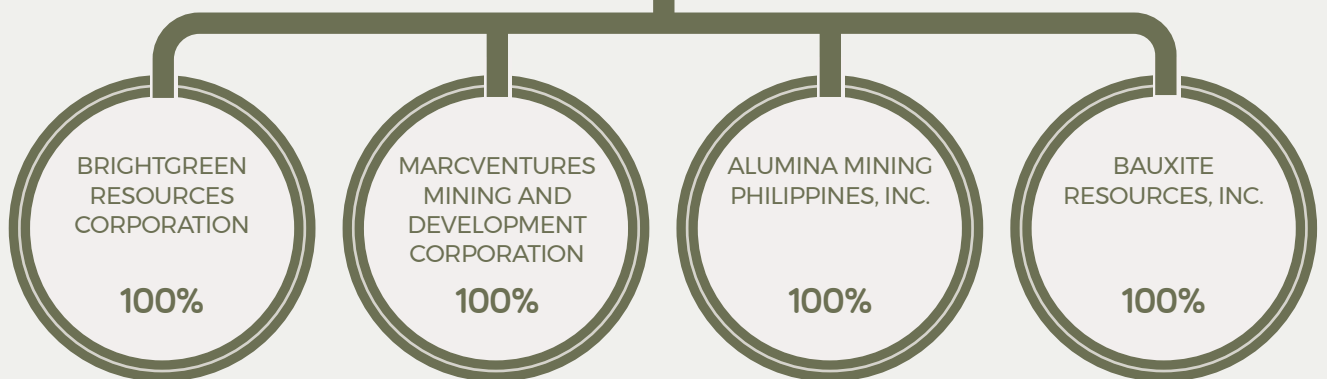 BRIGHTGREEN
RESOURCES
CORPORATION
100%
MARCVENTURES
MINING AND
DEVELOPMENT
CORPORATION
100%
ALUMINA MINING
PHILIPPINES, INC.
100%
BAUXITE
RESOURCES, INC.
100%